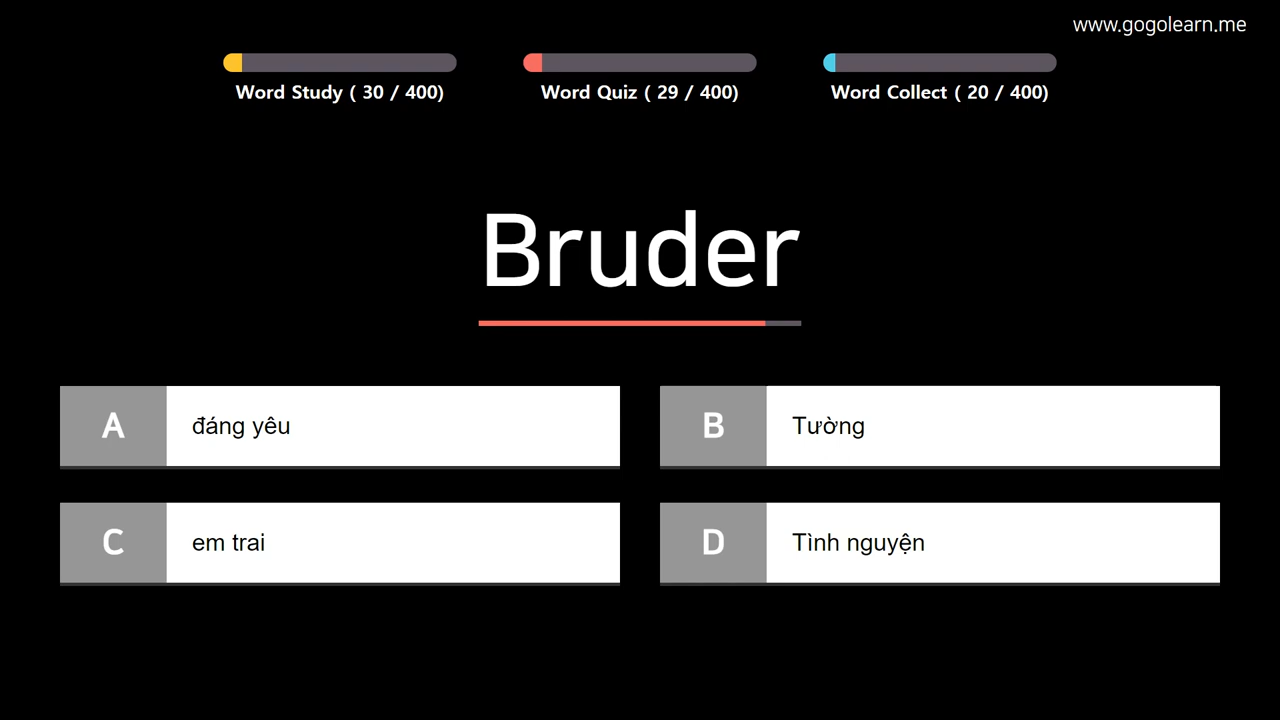 www.gogolearn.me
Word Study ( 30 / 400)
Word Quiz ( 29 / 400)
Word Collect ( 20 / 400)
Bruder
A đáng yêu
B Tường
C em trai
D Tình nguyện